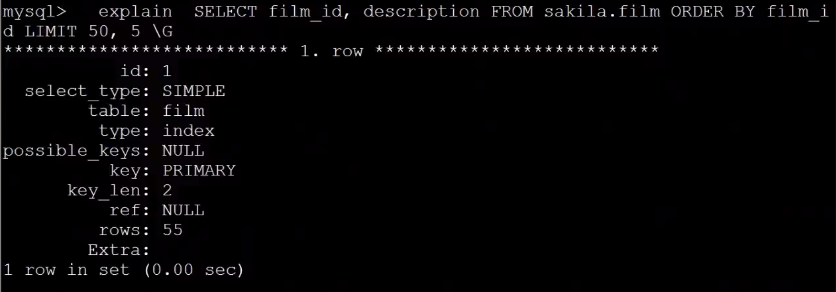 mysql>   explain  SELECT film_id, description FROM sakila.film ORDER BY film_i
d LIMIT 50, 5 \G
*************************** 1. row ***************************
           id: 1
  select_type: SIMPLE
        table: film
         type: index
possible_keys: NULL
          key: PRIMARY
      key_len: 2
          ref: NULL
         rows: 55
        Extra:
1 row in set (0.00 sec)